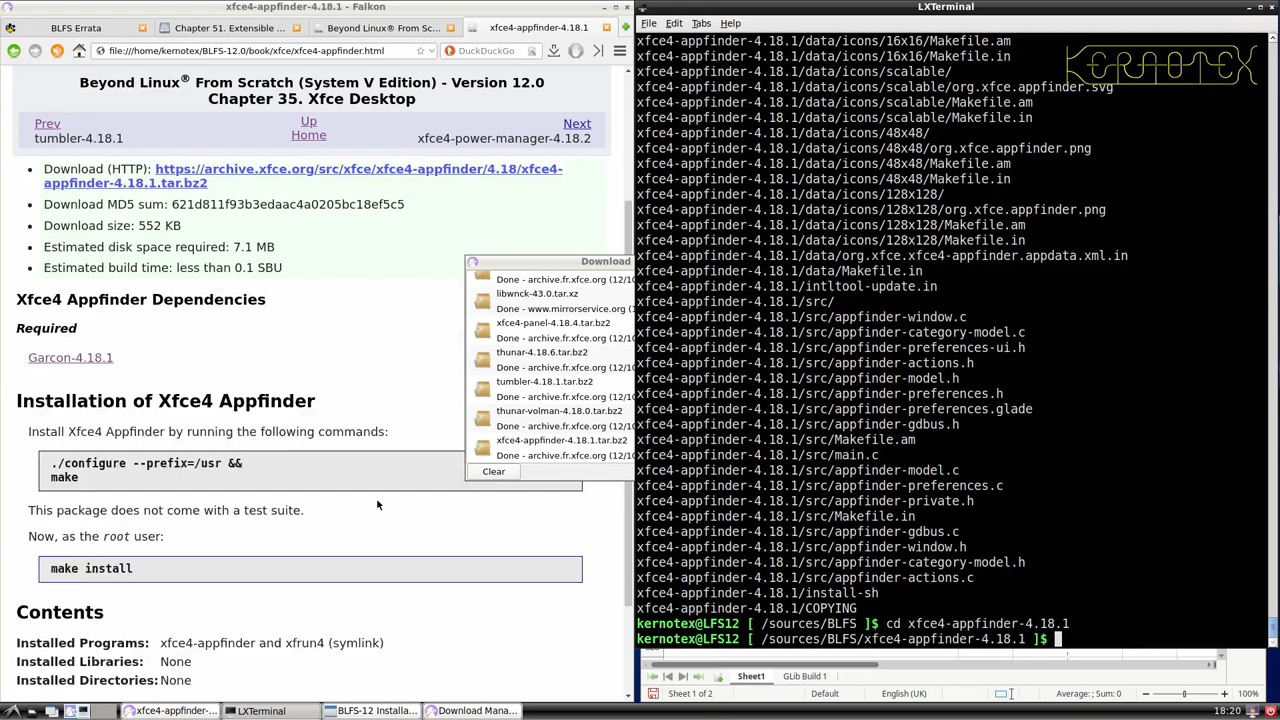 xfce4-appfinder-4.18.1 - Falkon
BLFS Errata
Chapter 51. Extensible ...
Beyond Linux® From Sc...
xfce4-appfinder-4.18.1
file:///home/kernotex/BLFS-12.0/book/xfce/xfce4-appfinder.html
DuckDuckGo
Beyond Linux® From Scratch (System V Edition) - Version 12.0
Chapter 35. Xfce Desktop
Prev
Up
Next
tumbler-4.18.1
Home
xfce4-power-manager-4.18.2
Download (HTTP): https://archive.xfce.org/src/xfce/xfce4-appfinder/4.18/xfce4-
appfinder-4.18.1.tar.bz2
Download MD5 sum: 621d811f93b3edaac4a0205bc18ef5c5
Download size: 552 KB
Estimated disk space required: 7.1 MB
Estimated build time: less than 0.1 SBU
Xfce4 Appfinder Dependencies
Required
Garcon-4.18.1
Installation of Xfce4 Appfinder
Install Xfce4 Appfinder by running the following commands:
./configure --prefix=/usr &&
make
This package does not come with a test suite.
Now, as the root user:
make install
Contents
Installed Programs: xfce4-appfinder and xfrun4 (symlink)
Installed Libraries: None
Installed Directories: None
Download
Done - archive.fr.xfce.org (12/10
libwnck-43.0.tar.xz
Done - www.mirrorservice.org (1
xfce4-panel-4.18.4.tar.bz2
Done - archive.fr.xfce.org (12/10
thunar-4.18.6.tar.bz2
Done - archive.fr.xfce.org (12/10
tumbler-4.18.1.tar.bz2
Done - archive.fr.xfce.org (12/10
thunar-volman-4.18.0.tar.bz2
Done - archive.fr.xfce.org (12/10
xfce4-appfinder-4.18.1.tar.bz2
Done - archive.fr.xfce.org (12/10
Clear
LXTerminal
File Edit Tabs Help
KERNOTEX
xfce4-appfinder-4.18.1/data/icons/16x16/Makefile.am
xfce4-appfinder-4.18.1/data/icons/16x16/Makefile.in
xfce4-appfinder-4.18.1/data/icons/scalable/
xfce4-appfinder-4.18.1/data/icons/scalable/org.xfce.appfinder.svg
xfce4-appfinder-4.18.1/data/icons/scalable/Makefile.am
xfce4-appfinder-4.18.1/data/icons/scalable/Makefile.in
xfce4-appfinder-4.18.1/data/icons/48x48/
xfce4-appfinder-4.18.1/data/icons/48x48/org.xfce.appfinder.png
xfce4-appfinder-4.18.1/data/icons/48x48/Makefile.am
xfce4-appfinder-4.18.1/data/icons/48x48/Makefile.in
xfce4-appfinder-4.18.1/data/icons/128x128/
xfce4-appfinder-4.18.1/data/icons/128x128/org.xfce.appfinder.png
xfce4-appfinder-4.18.1/data/icons/128x128/Makefile.am
xfce4-appfinder-4.18.1/data/icons/128x128/Makefile.in
xfce4-appfinder-4.18.1/data/org.xfce.xfce4-appfinder.appdata.xml.in
xfce4-appfinder-4.18.1/data/Makefile.in
xfce4-appfinder-4.18.1/intltool-update.in
xfce4-appfinder-4.18.1/src/
xfce4-appfinder-4.18.1/src/appfinder-window.c
xfce4-appfinder-4.18.1/src/appfinder-category-model.c
xfce4-appfinder-4.18.1/src/appfinder-preferences-ui.h
xfce4-appfinder-4.18.1/src/appfinder-actions.h
xfce4-appfinder-4.18.1/src/appfinder-model.h
xfce4-appfinder-4.18.1/src/appfinder-preferences.h
xfce4-appfinder-4.18.1/src/appfinder-preferences.glade
xfce4-appfinder-4.18.1/src/appfinder-gdbus.h
xfce4-appfinder-4.18.1/src/Makefile.am
xfce4-appfinder-4.18.1/src/main.c
xfce4-appfinder-4.18.1/src/appfinder-model.c
xfce4-appfinder-4.18.1/src/appfinder-preferences.c
xfce4-appfinder-4.18.1/src/appfinder-private.h
xfce4-appfinder-4.18.1/src/Makefile.in
xfce4-appfinder-4.18.1/src/appfinder-gdbus.c
xfce4-appfinder-4.18.1/src/appfinder-window.h
xfce4-appfinder-4.18.1/src/appfinder-category-model.h
xfce4-appfinder-4.18.1/src/appfinder-actions.c
xfce4-appfinder-4.18.1/install-sh
xfce4-appfinder-4.18.1/COPYING
kernotex@LFS12 [ /sources/BLFS ]$ cd xfce4-appfinder-4.18.1
kernotex@LFS12 [ /sources/BLFS/xfce4-appfinder-4.18.1 ]$
Sheet1 GLib Build 1
Sheet 1 of 2 Default English (UK) Average: ; Sum: 0 100%
xfce4-appfinder-... LXTerminal BLFS-12 Installa... Download Mana... 18:20